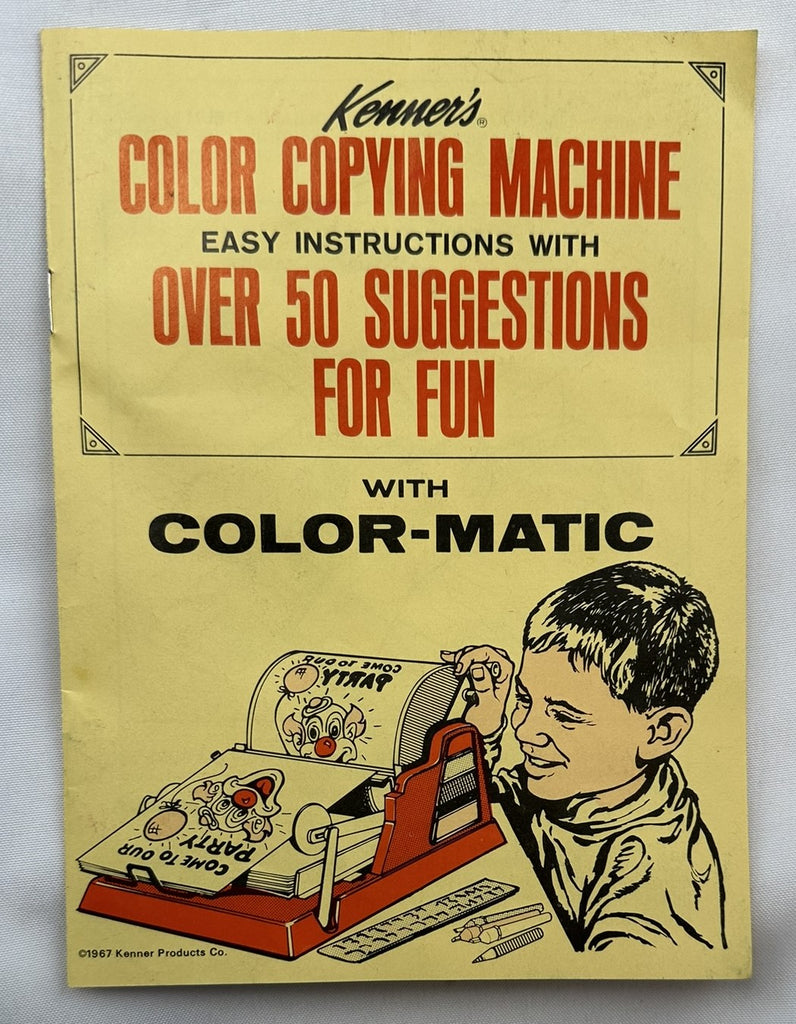 Kenner's®
COLOR COPYING MACHINE
EASY INSTRUCTIONS WITH
OVER 50 SUGGESTIONS
FOR FUN
WITH
COLOR-MATIC
COME TO OUR
PARTY
COME TO OUR
PARTY
©1967 Kenner Products Co.